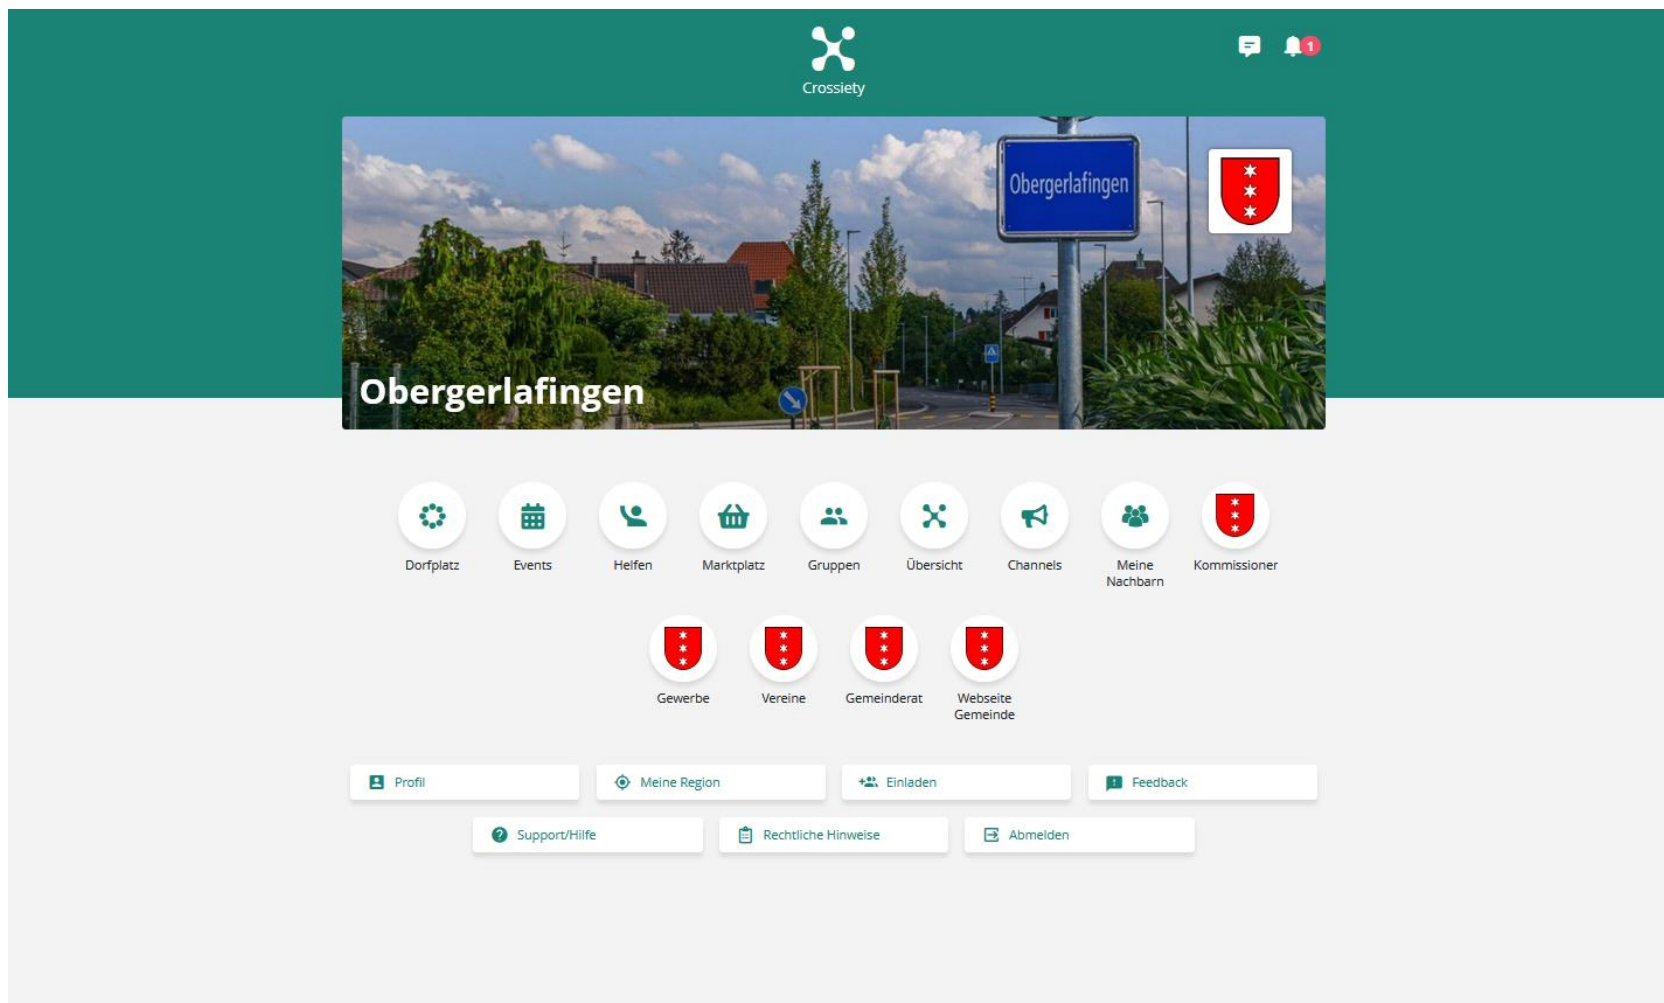 1
Crossiety
Obergerlafingen
Obergerlafingen
Dorfplatz
Events
Helfen
Marktplatz
Gruppen
Übersicht
Channels
Meine
Nachbarn
Kommissioner
Gewerbe
Vereine
Gemeinderat
Webseite
Gemeinde
Profil
Meine Region
Einladen
Feedback
Support/Hilfe
Rechtliche Hinweise
Abmelden